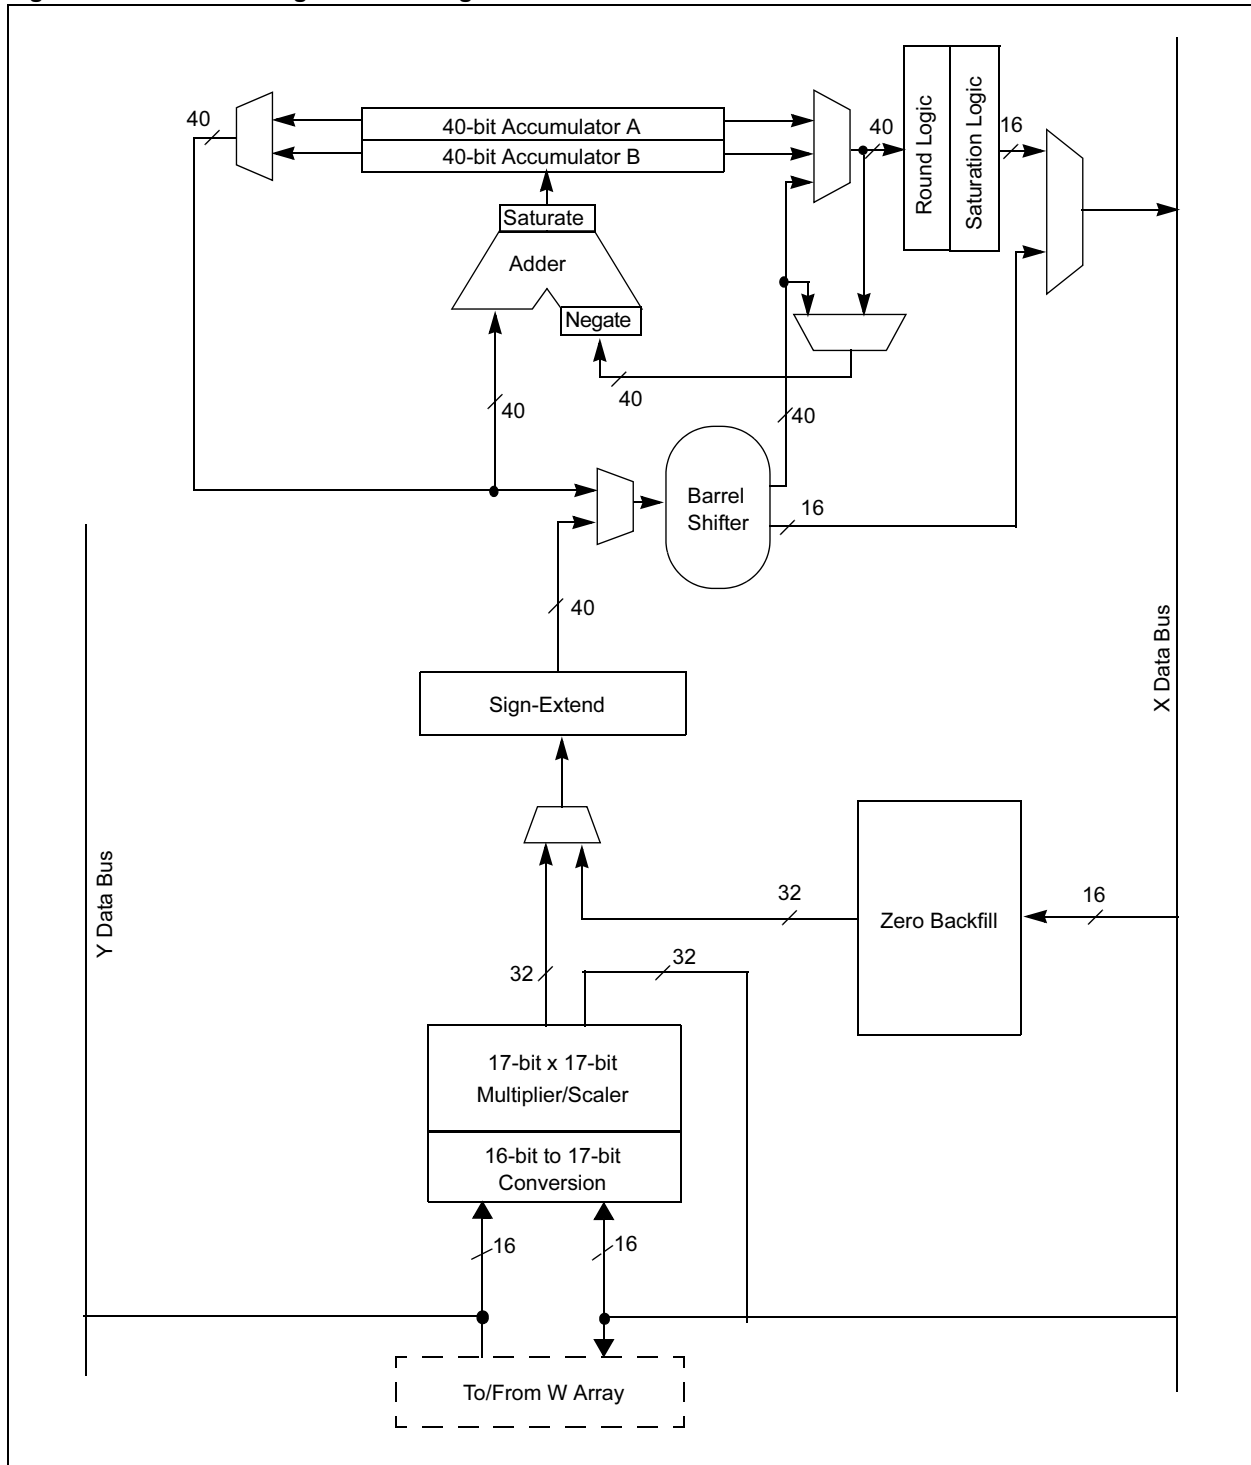 40
40-bit Accumulator A
40-bit Accumulator B
40
Round Logic
Saturation Logic
16
Saturate
Adder
Negate
40
40
40
Barrel
Shifter
16
40
Sign-Extend
X Data Bus
Y Data Bus
32
Zero Backfill
16
32
32
17-bit x 17-bit
Multiplier/Scaler
16-bit to 17-bit
Conversion
16
16
To/From W Array